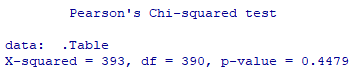 Pearson's Chi-squared test
data:  .Table
X-squared = 393, df = 390, p-value = 0.4479